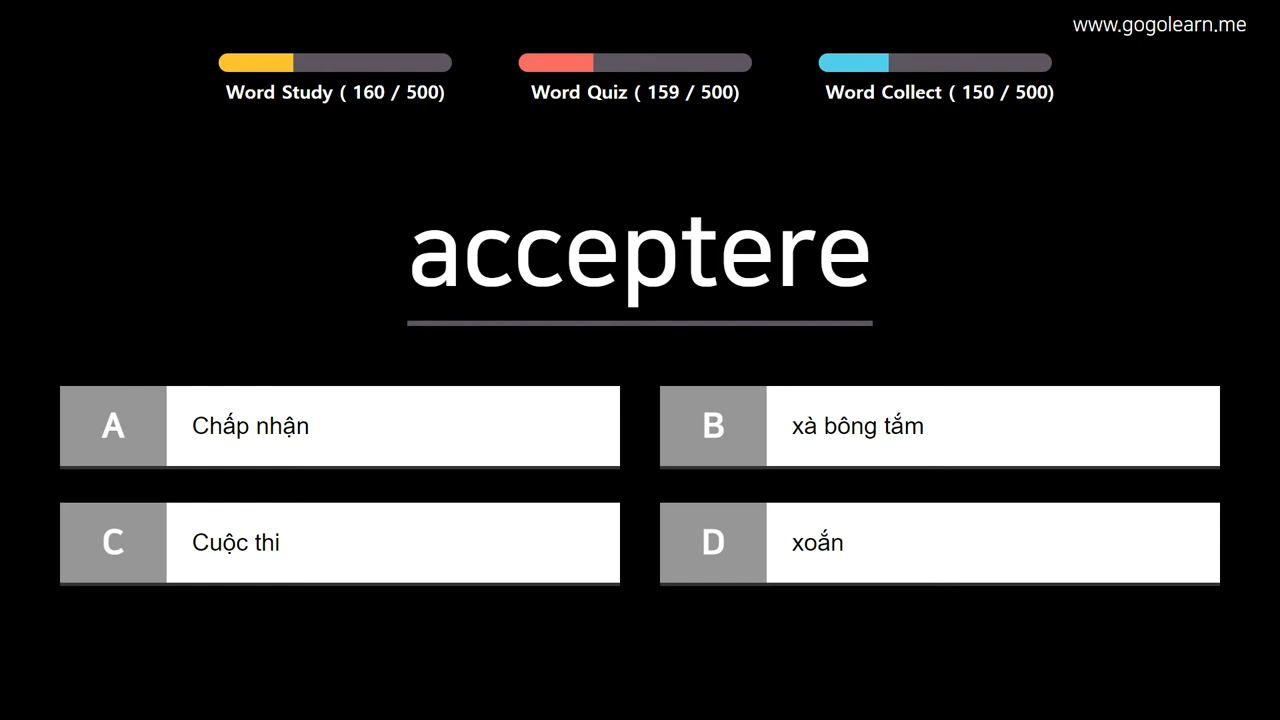 www.gogolearn.me
Word Study ( 160 / 500)
Word Quiz ( 159 / 500)
Word Collect ( 150 / 500)
acceptere
A
Chấp nhận
B
xà bông tắm
C
Cuộc thi
D
xoắn